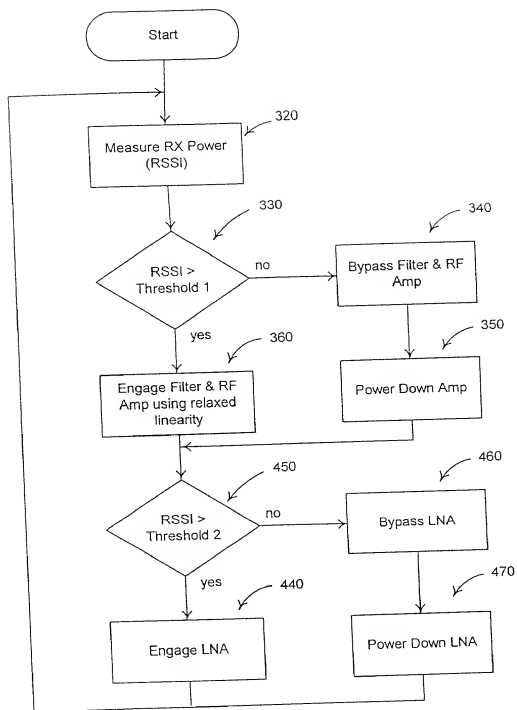 Start
320
Measure RX Power
(RSSI)
330
340
RSSI >
Threshold 1
no
Bypass Filter & RF
Amp
yes
360
350
Engage Filter & RF
Amp using relaxed
linearity
Power Down Amp
450
460
RSSI >
Threshold 2
no
Bypass LNA
yes
440
470
Engage LNA
Power Down LNA